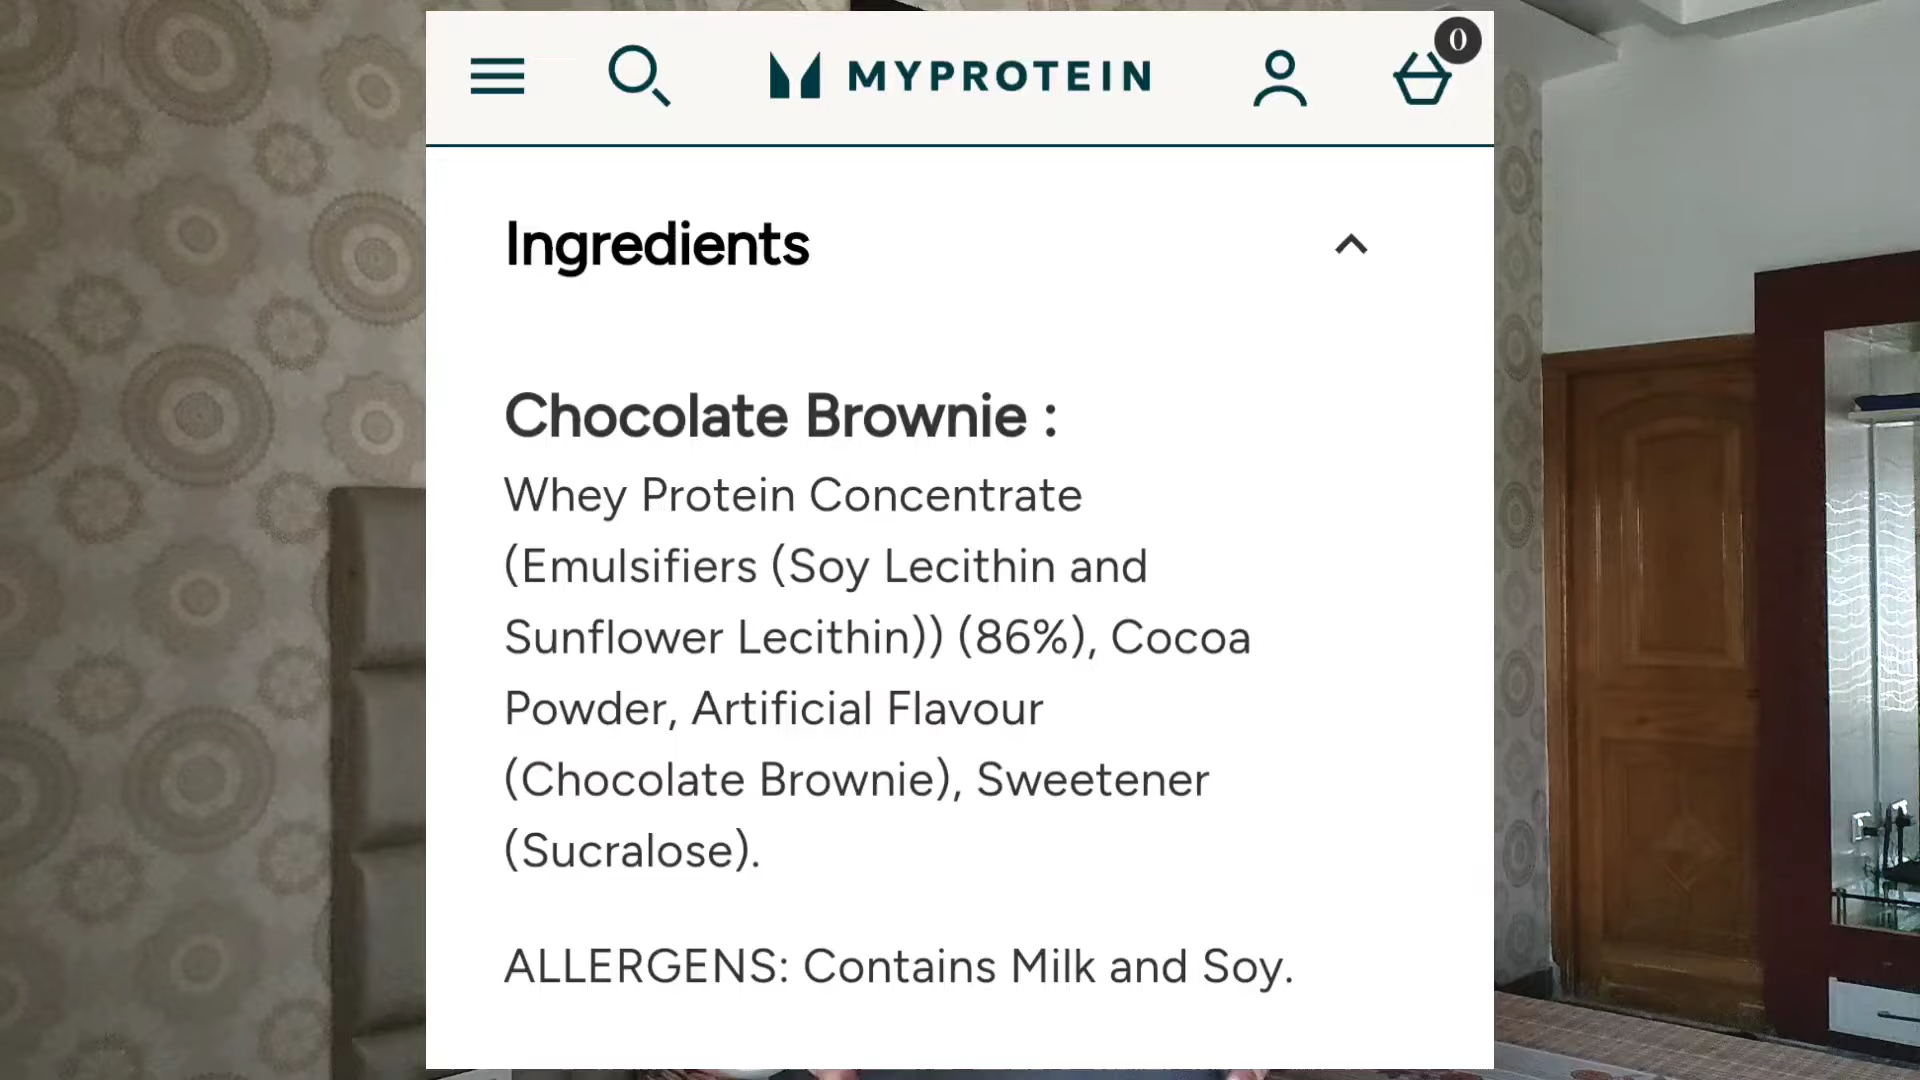 0
MYPROTEIN
Ingredients
Chocolate Brownie :
Whey Protein Concentrate
(Emulsifiers (Soy Lecithin and
Sunflower Lecithin)) (86%), Cocoa
Powder, Artificial Flavour
(Chocolate Brownie), Sweetener
(Sucralose).
ALLERGENS: Contains Milk and Soy.